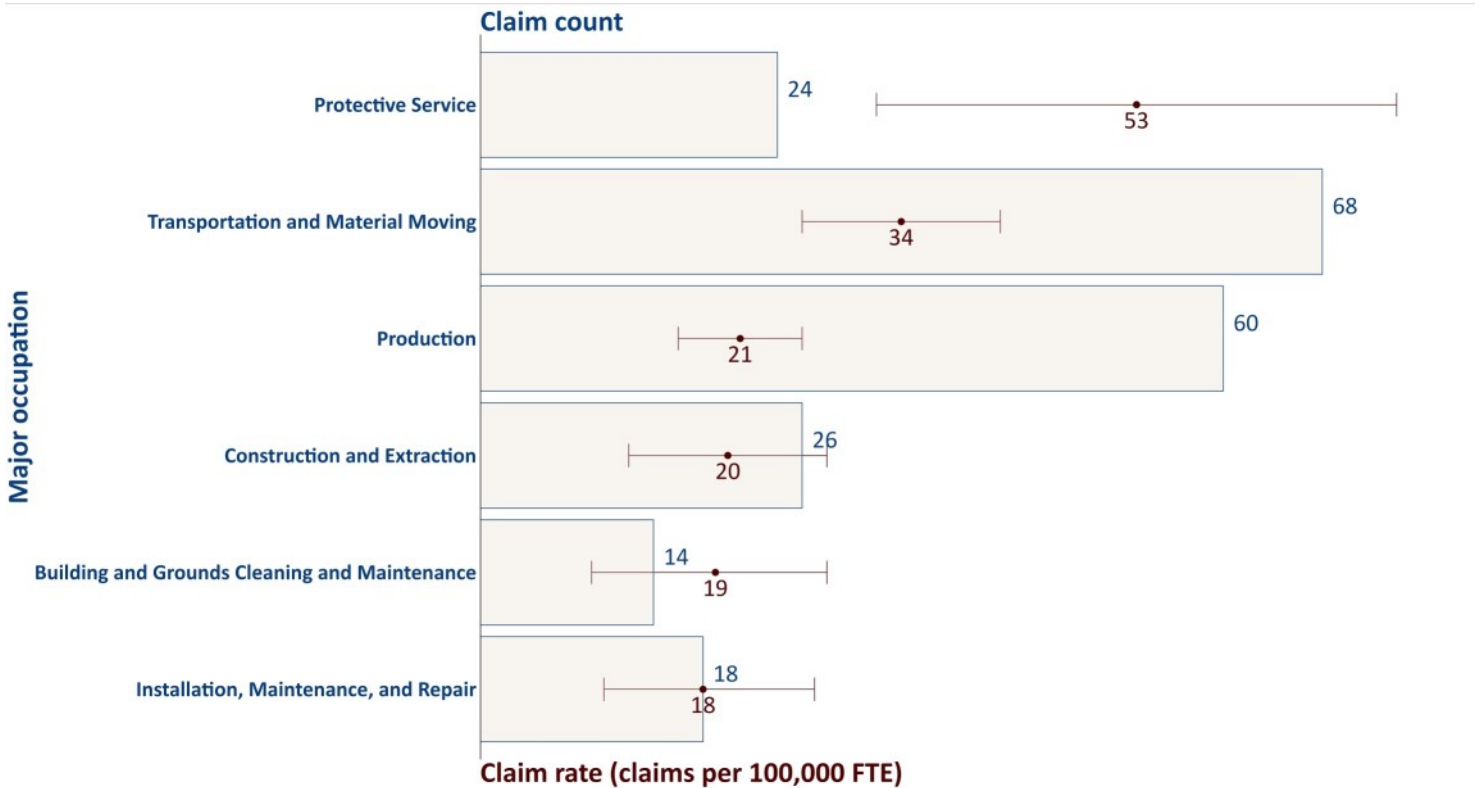 Claim count
Protective Service
24
53
Transportation and Material Moving
68
34
Production
60
21
Major occupation
Construction and Extraction
26
20
Building and Grounds Cleaning and Maintenance
14
19
Installation, Maintenance, and Repair
18
18
Claim rate (claims per 100,000 FTE)